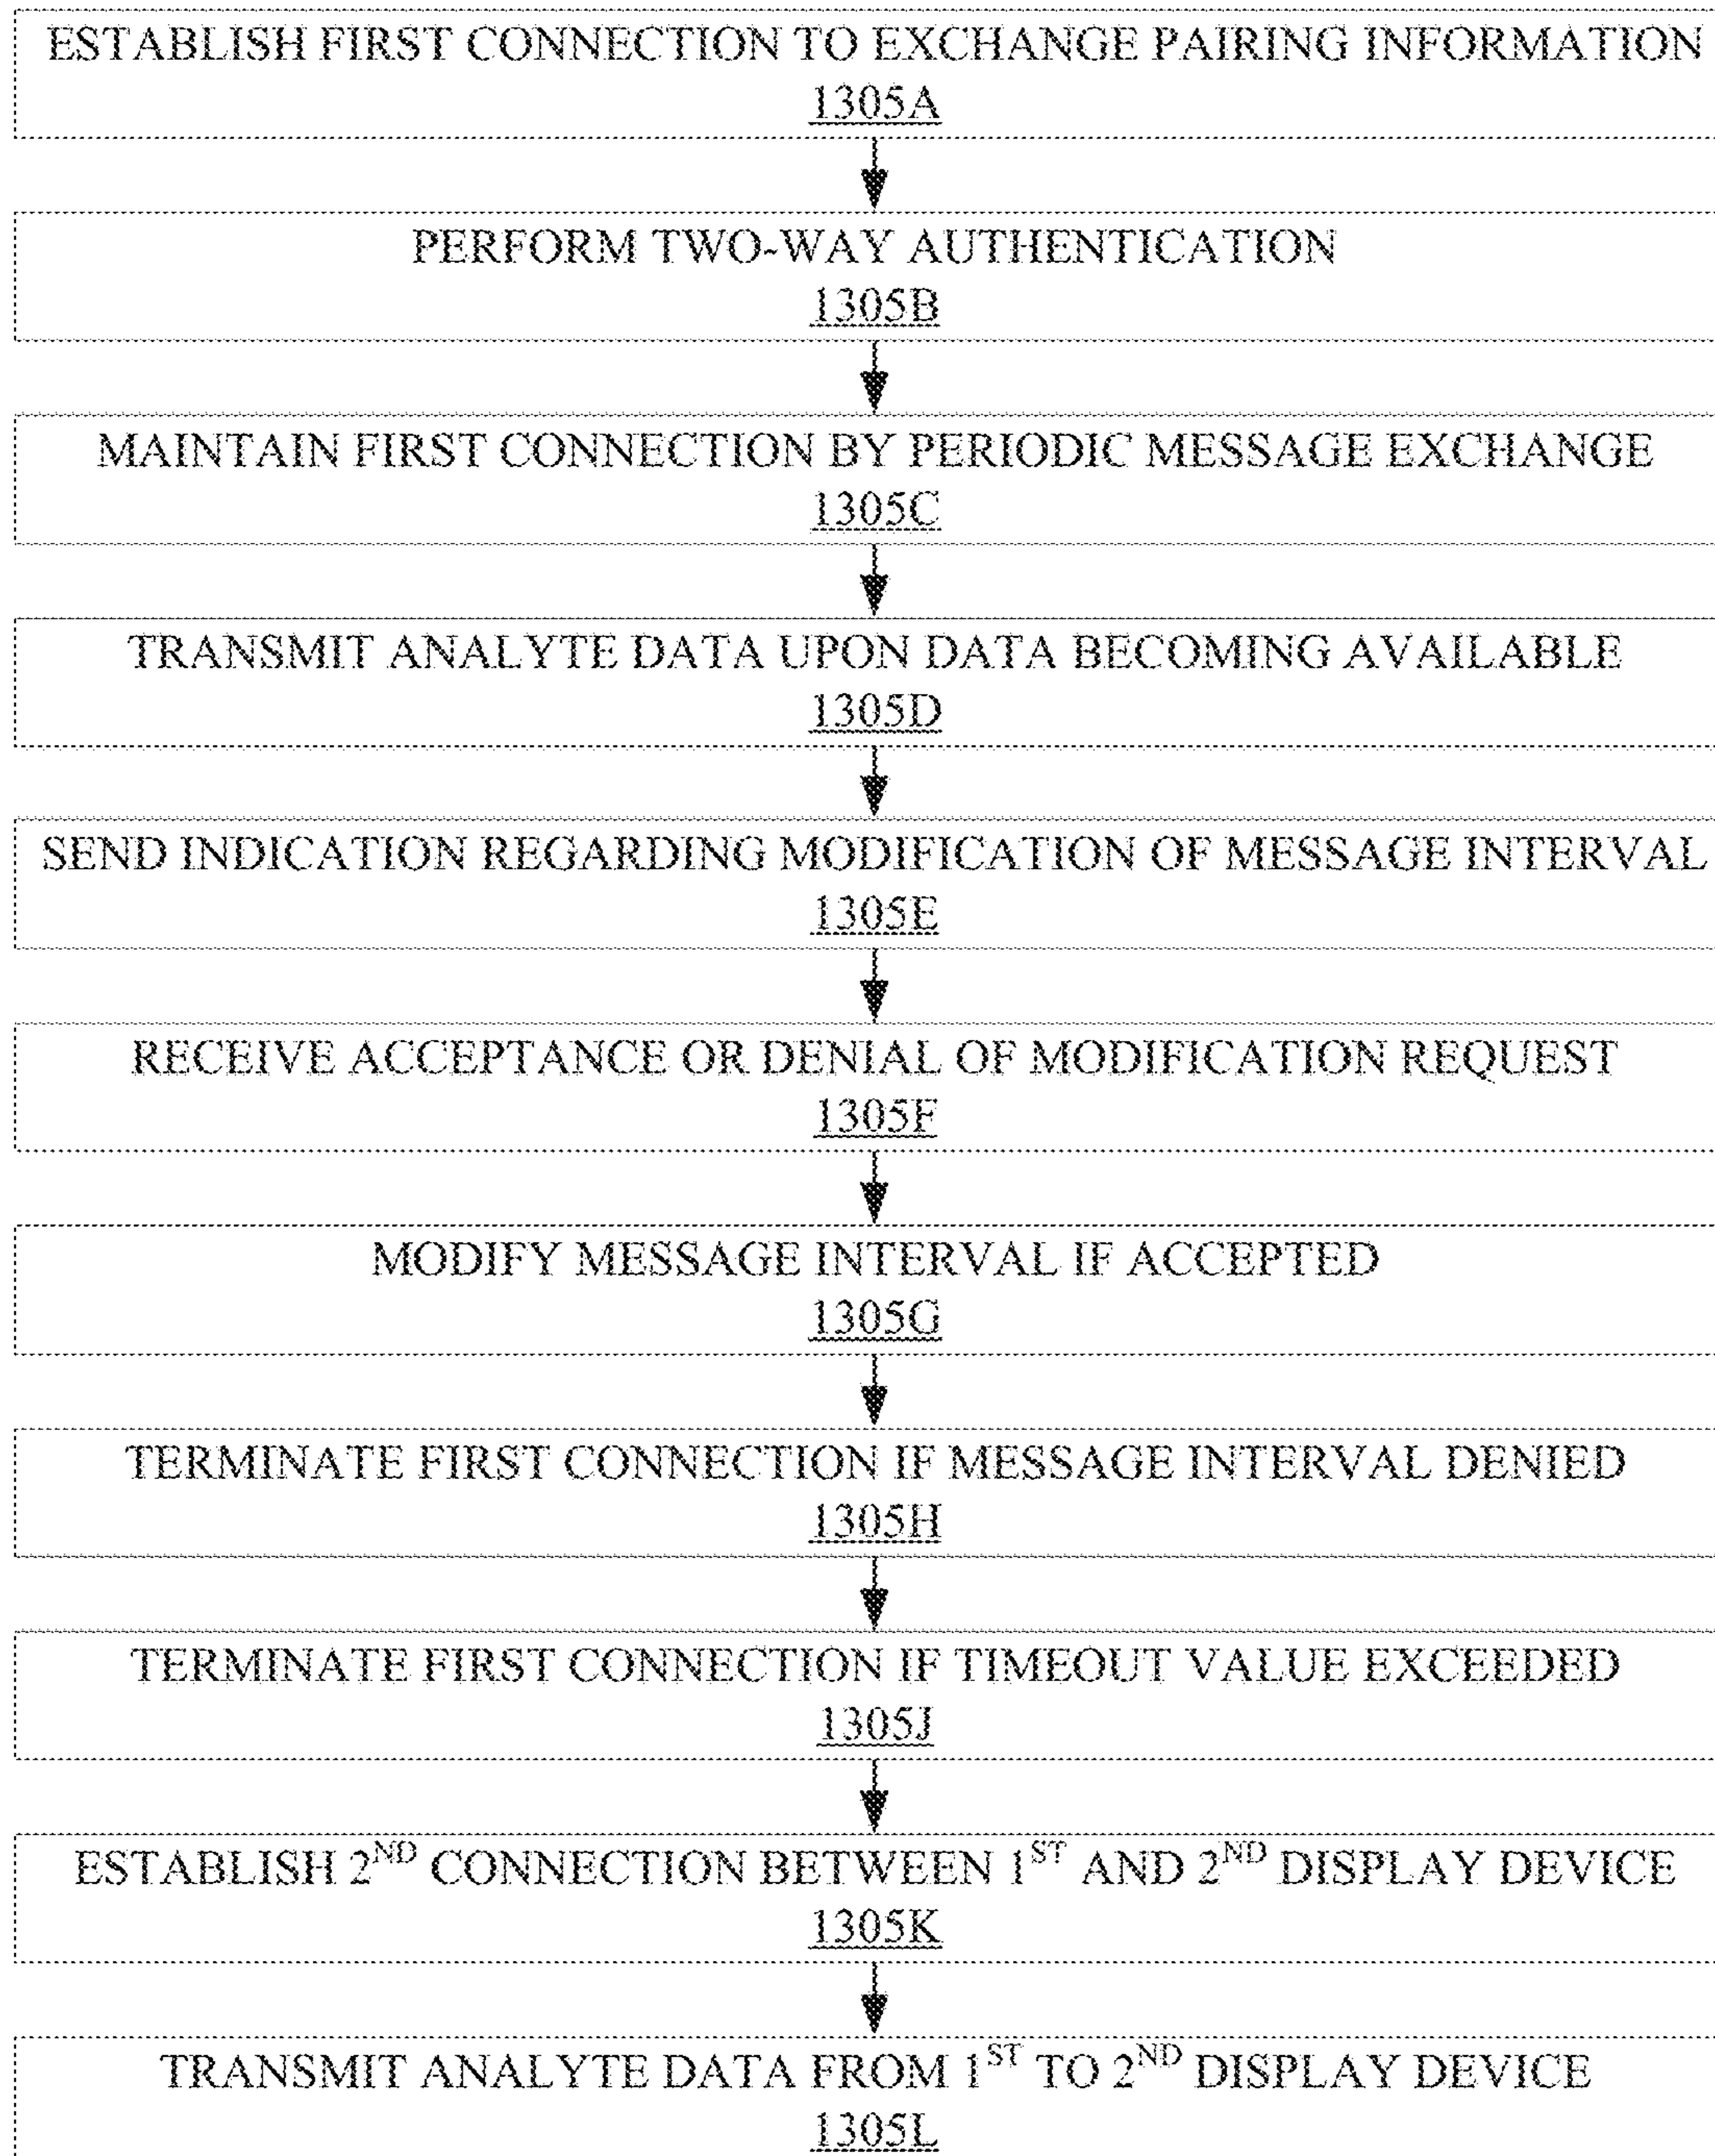 ESTABLISH FIRST CONNECTION TO EXCHANGE PAIRING INFORMATION
1305A
PERFORM TWO-WAY AUTHENTICATION
1305B
MAINTAIN FIRST CONNECTION BY PERIODIC MESSAGE EXCHANGE
1305C
TRANSMIT ANALYTE DATA UPON DATA BECOMING AVAILABLE
1305D
SEND INDICATION REGARDING MODIFICATION OF MESSAGE INTERVAL
1305E
RECEIVE ACCEPTANCE OR DENIAL OF MODIFICATION REQUEST
1305F
MODIFY MESSAGE INTERVAL IF ACCEPTED
1305G
TERMINATE FIRST CONNECTION IF MESSAGE INTERVAL DENIED
1305H
TERMINATE FIRST CONNECTION IF TIMEOUT VALUE EXCEEDED
1305J
ESTABLISH 2ND CONNECTION BETWEEN 1ST AND 2ND DISPLAY DEVICE
1305K
TRANSMIT ANALYTE DATA FROM 1ST TO 2ND DISPLAY DEVICE
1305L